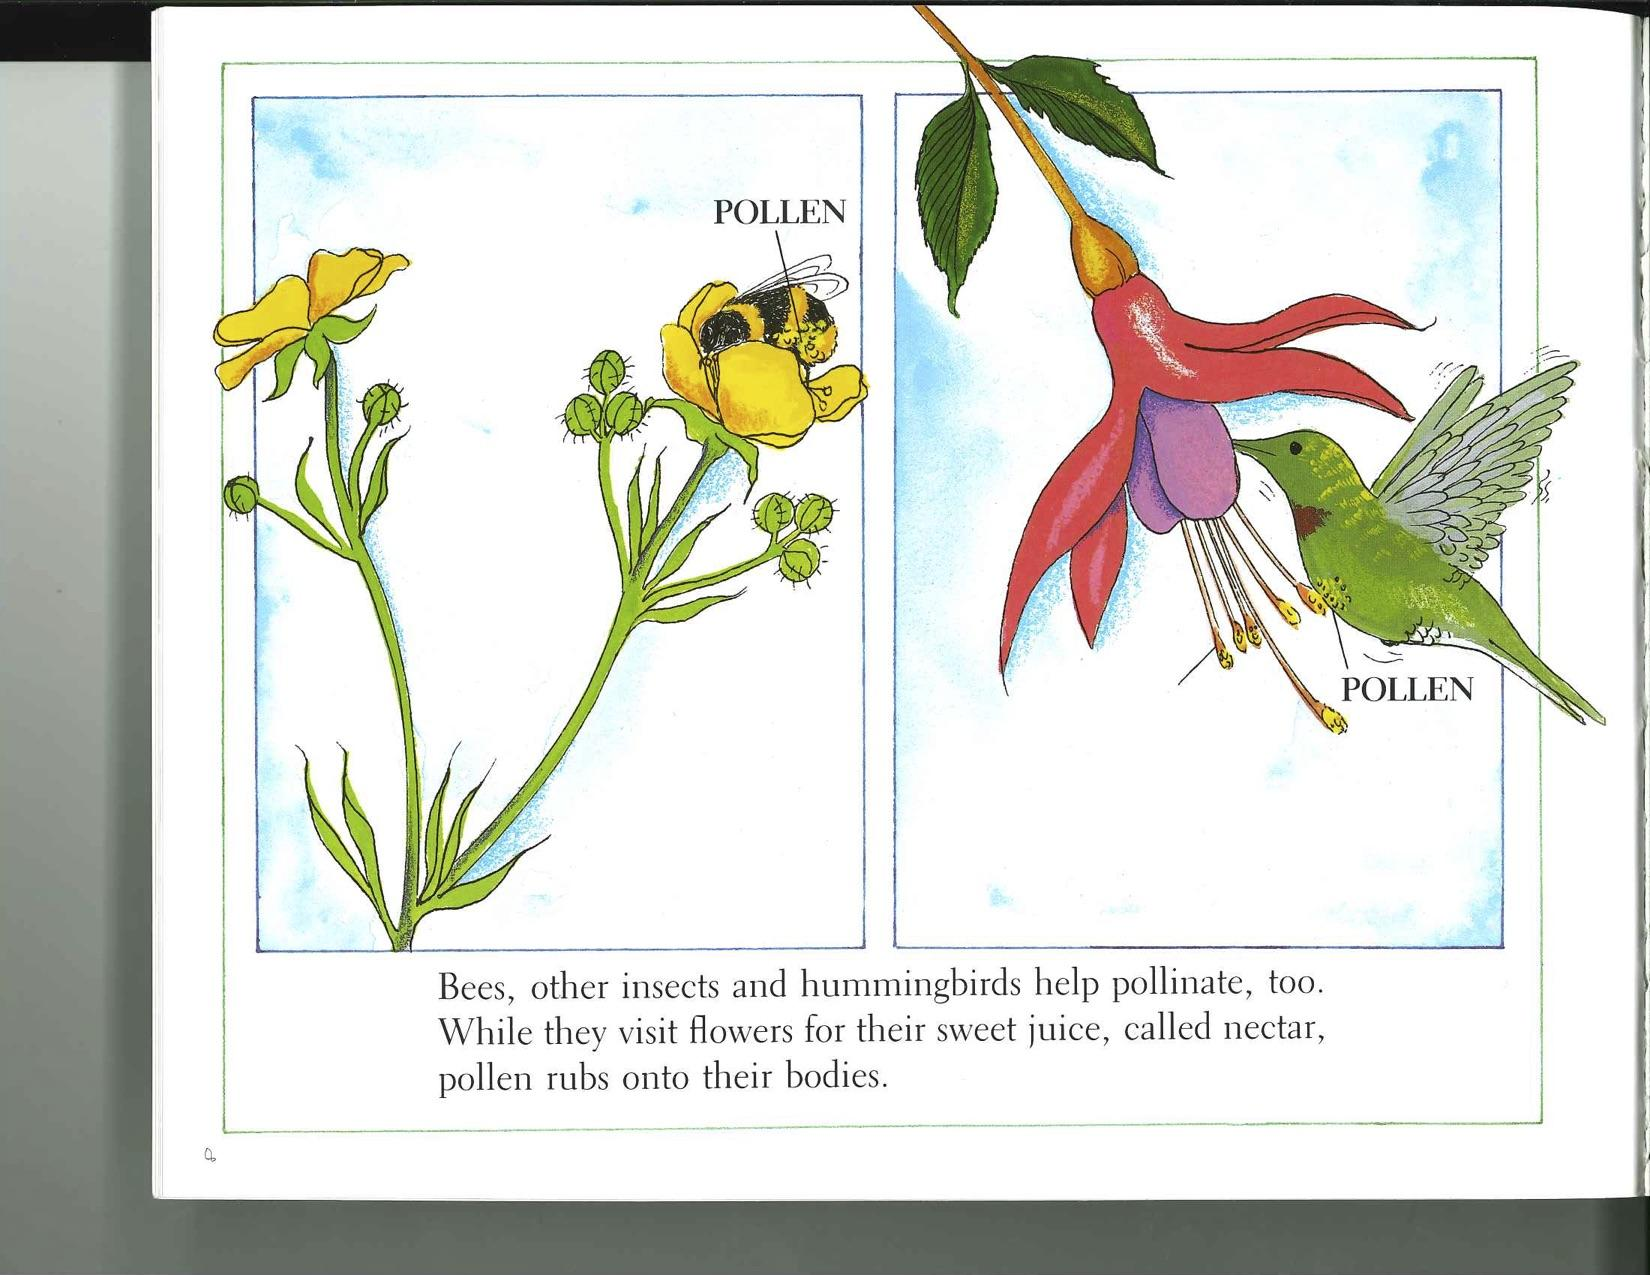 POLLEN
POLLEN
Bees, other insects and hummingbirds help pollinate, too.
While they visit flowers for their sweet juice, called nectar,
pollen rubs onto their bodies.